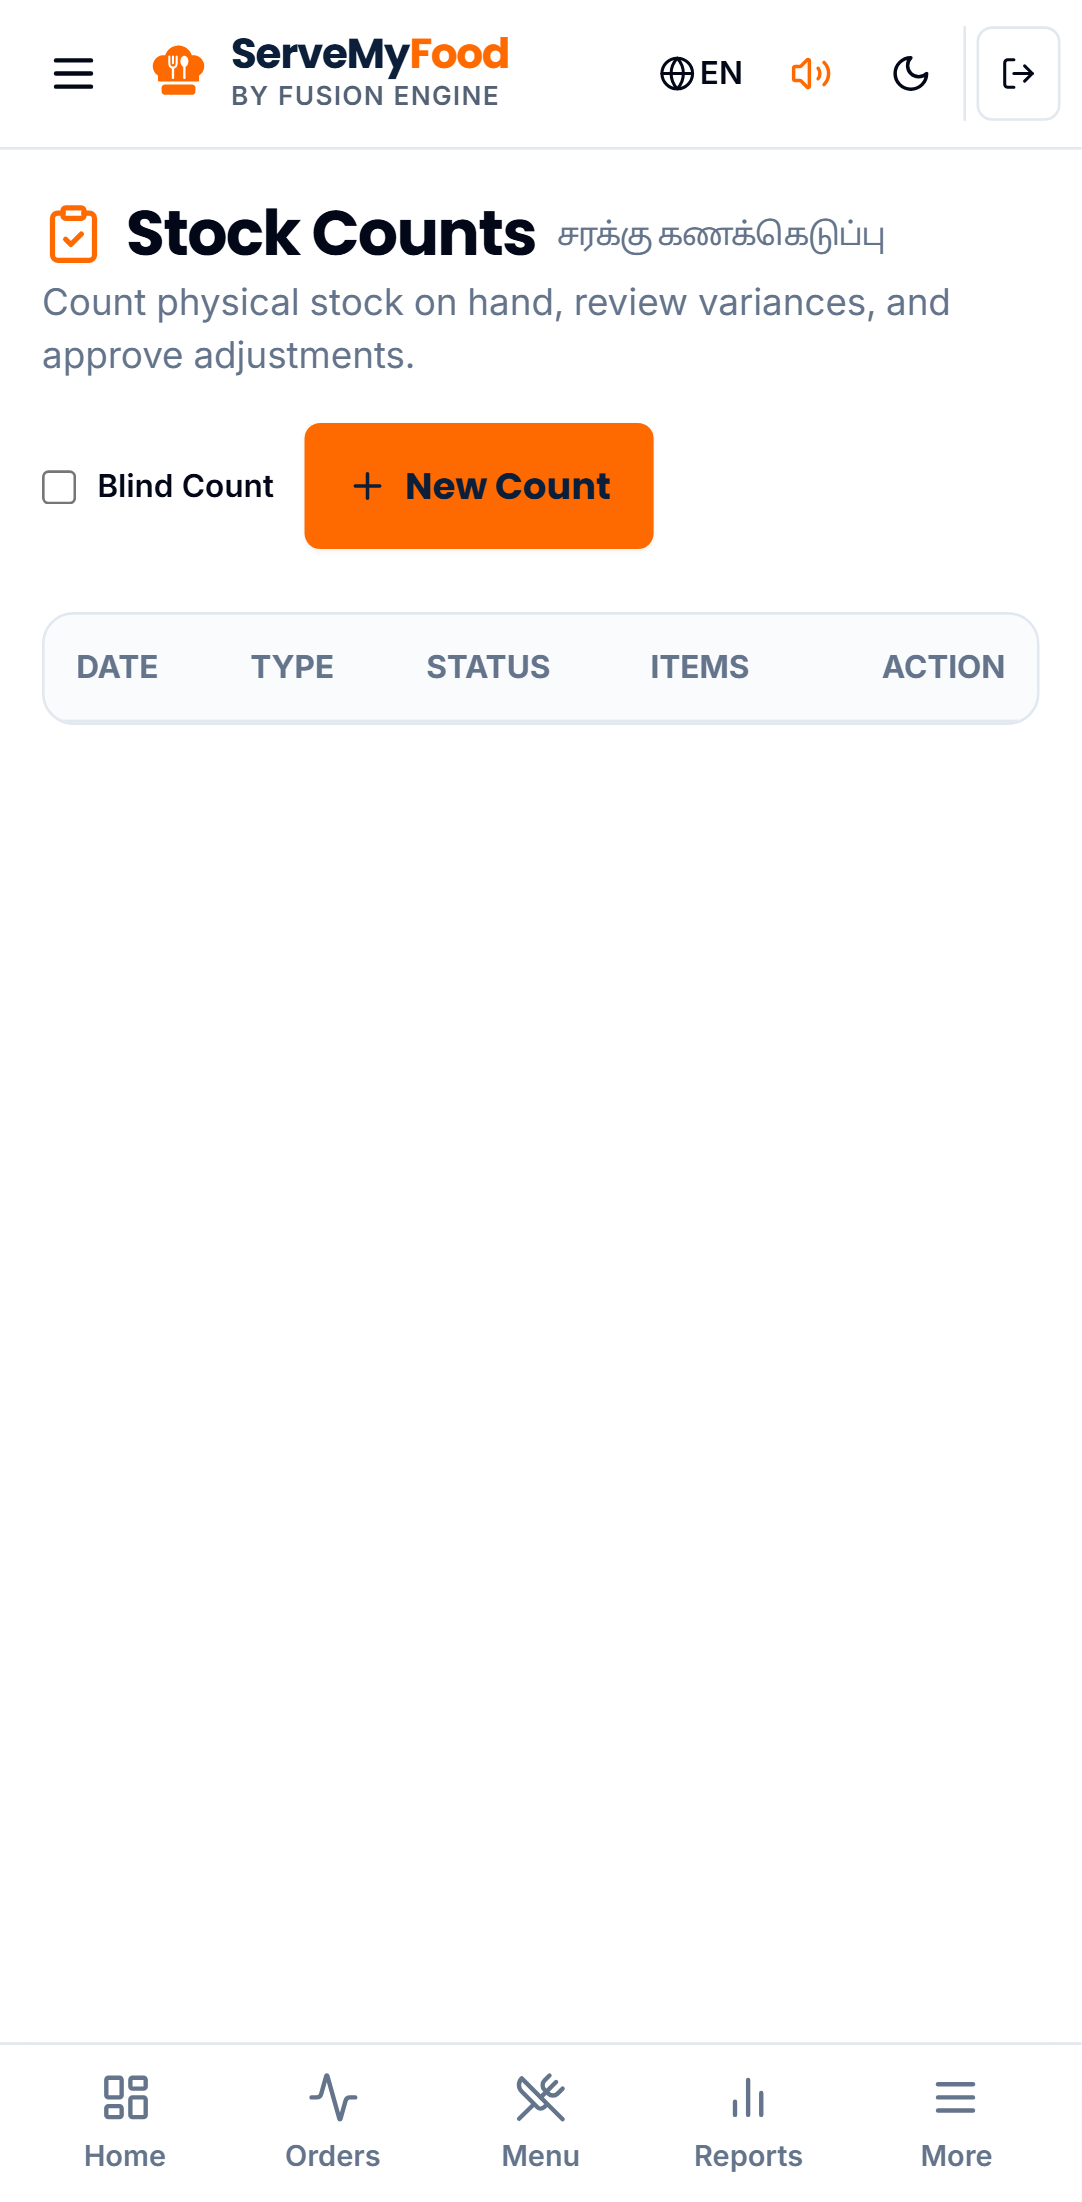 ServeMyFood
BY FUSION ENGINE
EN
Stock Counts சரக்கு கணக்கெடுப்பு
Count physical stock on hand, review variances, and
approve adjustments.
Blind Count
+ New Count
DATE TYPE STATUS ITEMS ACTION
Home Orders Menu Reports More